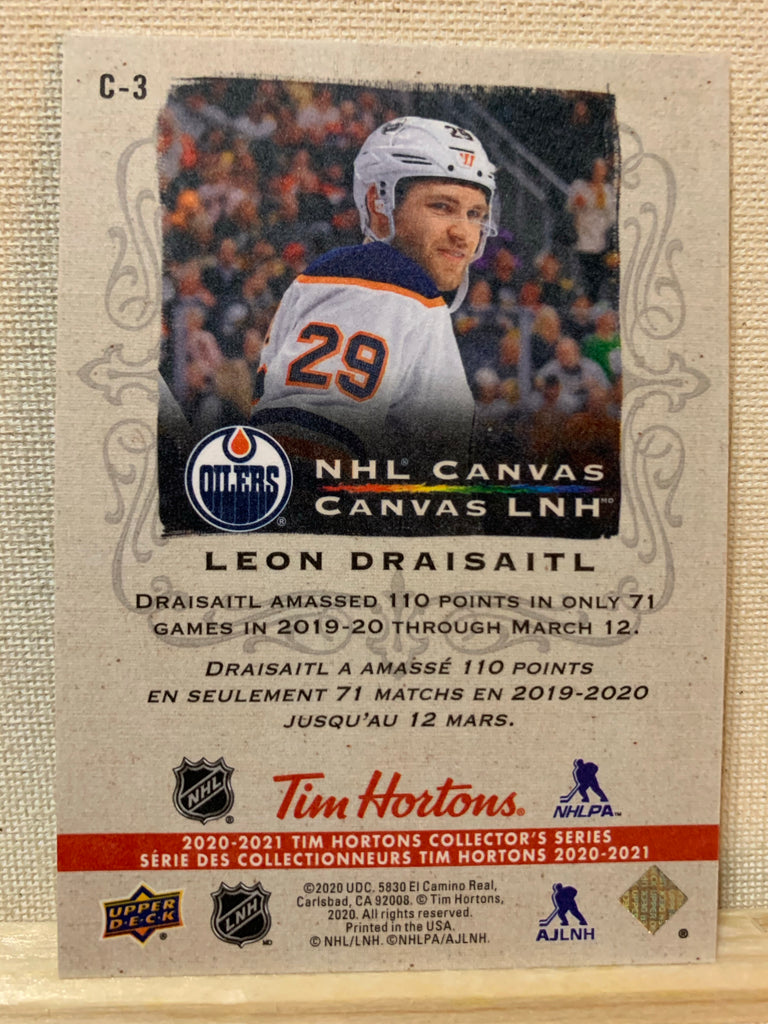 C-3
29
29
OILERS
®
NHL® CANVAS
CANVAS LNH MD
LEON DRAISAITL
DRAISAITL AMASSED 110 POINTS IN ONLY 71
GAMES IN 2019-20 THROUGH MARCH 12.
DRAISAITL A AMASSÉ 110 POINTS
EN SEULEMENT 71 MATCHS EN 2019-2020
JUSQU'AU 12 MARS.
NHL ®
Tim Hortons®
NHLPA™
2020-2021 TIM HORTONS COLLECTOR'S SERIES
SÉRIE DES COLLECTIONNEURS TIM HORTONS 2020-2021
UPPER
D·E·C·K ®
LNH MD
©2020 UDC. 5830 El Camino Real,
Carlsbad, CA 92008. © Tim Hortons,
2020. All rights reserved.
Printed in the USA.
© NHL/LNH. ©NHLPA/AJLNH.
AJLNH
®